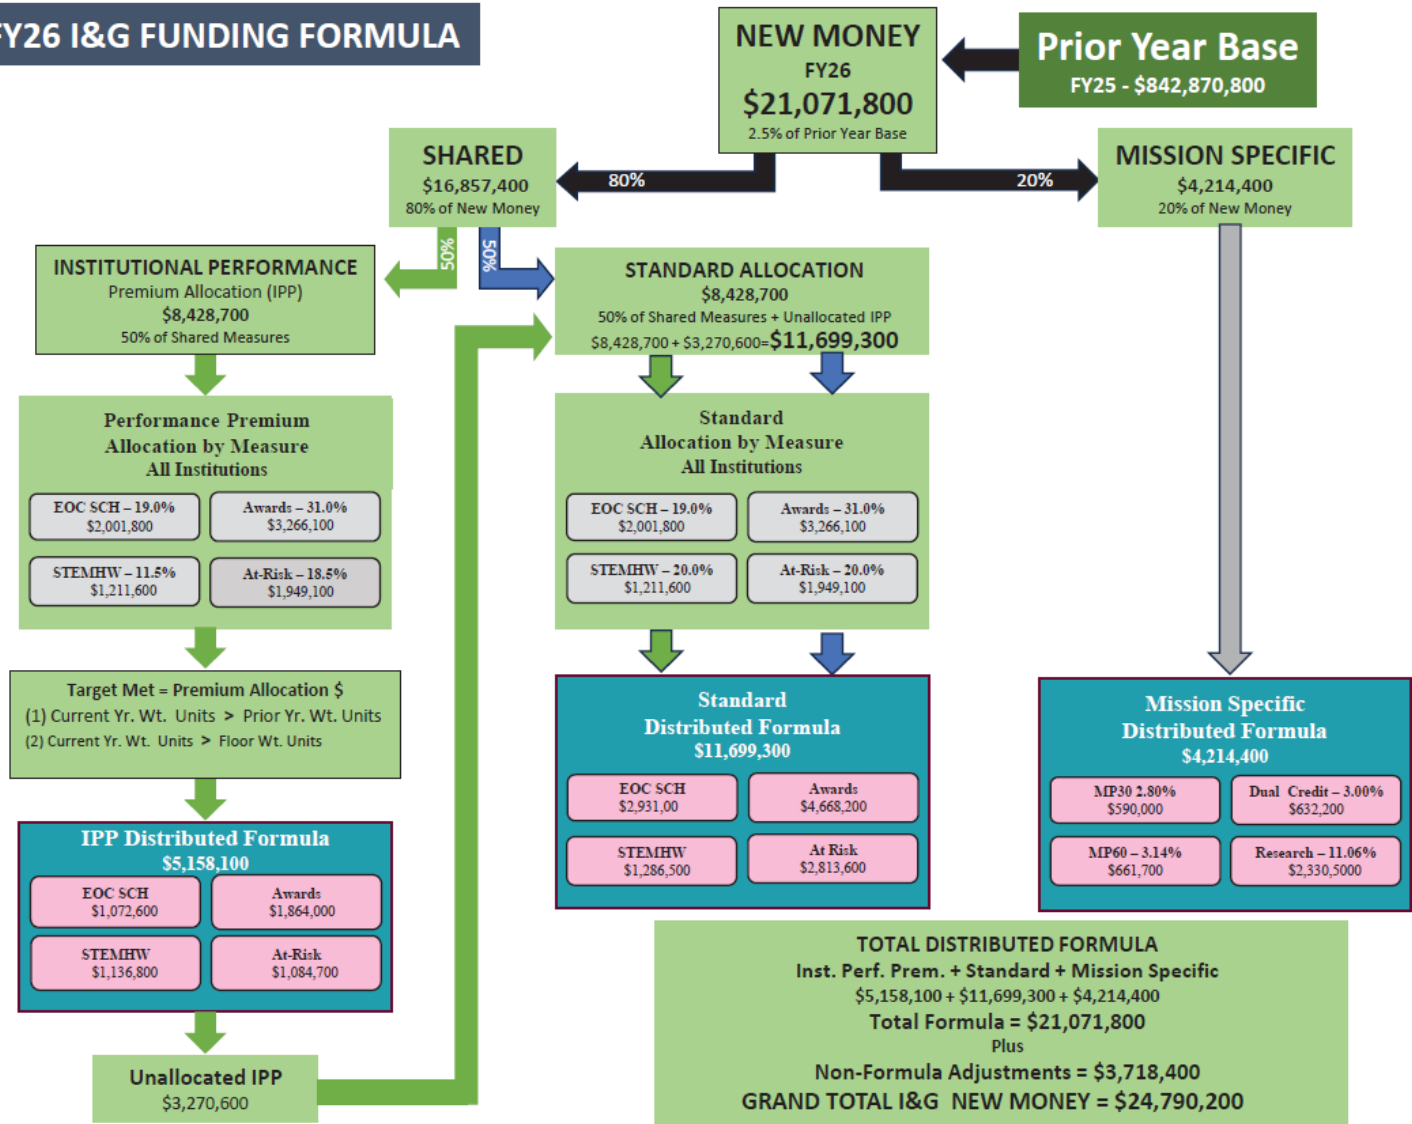 FY26 I&G FUNDING FORMULA
NEW MONEY
FY26
$21,071,800
2.5% of Prior Year Base
Prior Year Base
FY25 - $842,870,800
SHARED
$16,857,400
80% of New Money
80%
20%
MISSION SPECIFIC
$4,214,400
20% of New Money
50%
50%
INSTITUTIONAL PERFORMANCE
Premium Allocation (IPP)
$8,428,700
50% of Shared Measures
STANDARD ALLOCATION
$8,428,700
50% of Shared Measures + Unallocated IPP
$8,428,700 + $3,270,600=$11,699,300
Performance Premium
Allocation by Measure
All Institutions
EOC SCH – 19.0%
$2,001,800
Awards – 31.0%
$3,266,100
STEMHW – 11.5%
$1,211,600
At-Risk – 18.5%
$1,949,100
Standard
Allocation by Measure
All Institutions
EOC SCH – 19.0%
$2,001,800
Awards – 31.0%
$3,266,100
STEMHW – 20.0%
$1,211,600
At-Risk – 20.0%
$1,949,100
Target Met = Premium Allocation $
(1) Current Yr. Wt. Units > Prior Yr. Wt. Units
(2) Current Yr. Wt. Units > Floor Wt. Units
Standard
Distributed Formula
$11,699,300
EOC SCH
$2,931,00
Awards
$4,668,200
STEMHW
$1,286,500
At Risk
$2,813,600
Mission Specific
Distributed Formula
$4,214,400
MP30 2.80%
$590,000
Dual Credit – 3.00%
$632,200
MP60 – 3.14%
$661,700
Research – 11.06%
$2,330,5000
IPP Distributed Formula
$5,158,100
EOC SCH
$1,072,600
Awards
$1,864,000
STEMHW
$1,136,800
At-Risk
$1,084,700
Unallocated IPP
$3,270,600
TOTAL DISTRIBUTED FORMULA
Inst. Perf. Prem. + Standard + Mission Specific
$5,158,100 + $11,699,300 + $4,214,400
Total Formula = $21,071,800
Plus
Non-Formula Adjustments = $3,718,400
GRAND TOTAL I&G NEW MONEY = $24,790,200